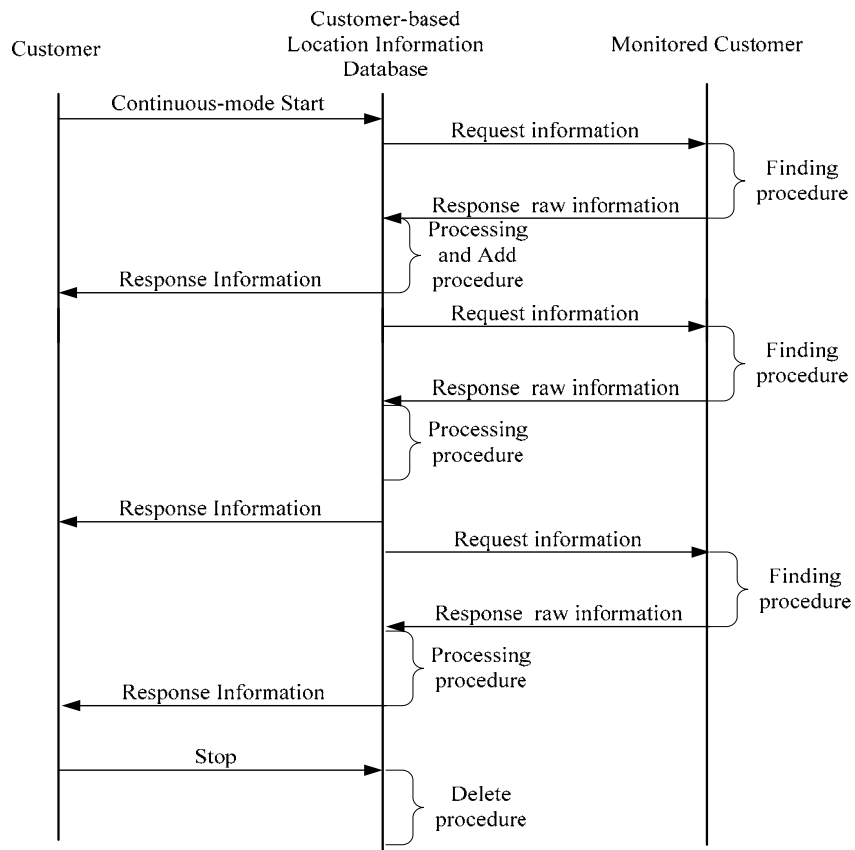 Customer
Customer-based
Location Information
Database
Monitored Customer
Continuous-mode Start
Request information
Finding
procedure
Response raw information
Processing
and Add
procedure
Response Information
Request information
Finding
procedure
Response raw information
Processing
procedure
Response Information
Request information
Finding
procedure
Response raw information
Processing
procedure
Response Information
Stop
Delete
procedure